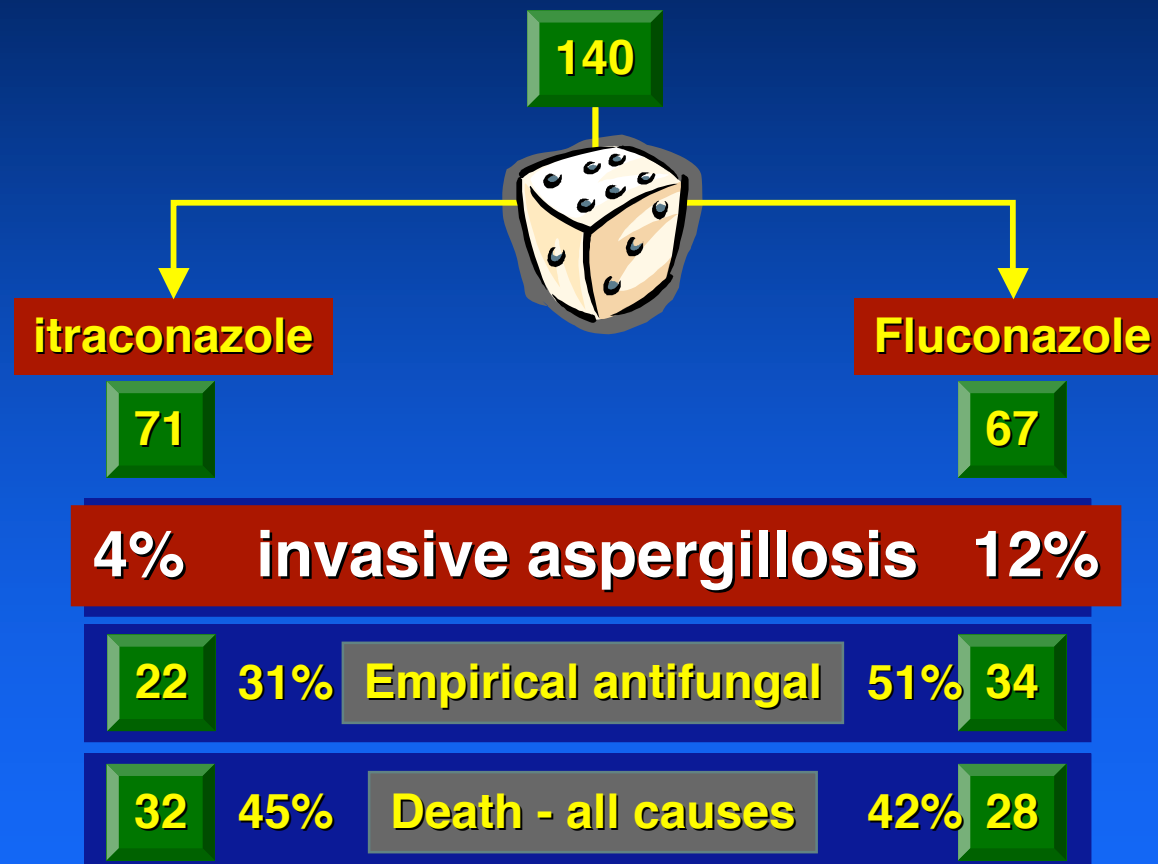 140
itraconazole Fluconazole
71 67
4% invasive aspergillosis 12%
22 31% Empirical antifungal 51% 34
32 45% Death - all causes 42% 28